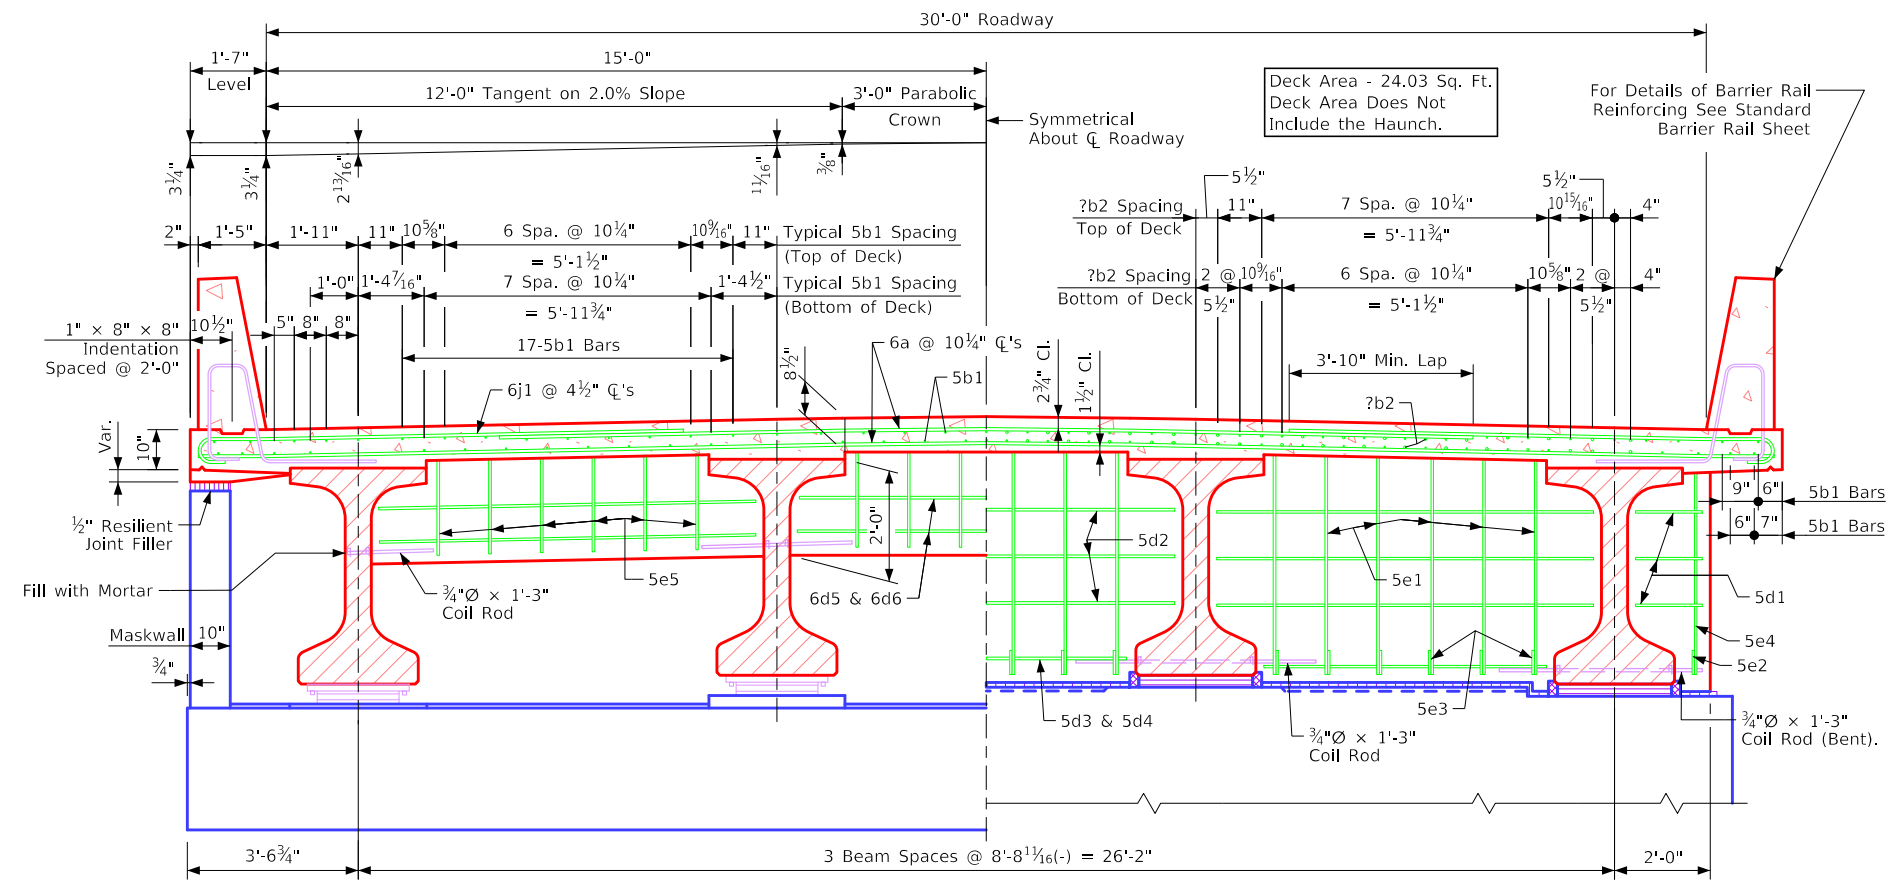 30'-0" Roadway
1'-7"
Level
15'-0"
12'-0" Tangent on 2.0% Slope
3'-0" Parabolic
Crown
Symmetrical
About ℄ Roadway
Deck Area - 24.03 Sq. Ft.
Deck Area Does Not
Include the Haunch.
For Details of Barrier Rail
Reinforcing See Standard
Barrier Rail Sheet
3¼"
3¼"
2 13/16"
11/16"
⅜"
2"
1'-5"
1'-11"
11"
10⅝"
6 Spa. @ 10¼"
= 5'-1½"
10 9/16"
11"
Typical 5b1 Spacing
(Top of Deck)
1'-0"
1'-4 7/16"
7 Spa. @ 10¼"
= 5'-11¾"
1'-4½"
Typical 5b1 Spacing
(Bottom of Deck)
?b2 Spacing
Top of Deck
5½"
11"
7 Spa. @ 10¼"
= 5'-11¾"
10 15/16"
5½"
4"
?b2 Spacing
Bottom of Deck
2 @
5½"
10 9/16"
6 Spa. @ 10¼"
= 5'-1½"
10⅝"
2 @
5½"
4"
1" × 8" × 8"
Indentation
Spaced @ 2'-0"
10½"
5"
8"
8"
17-5b1 Bars
8½"
6a @ 10¼" ℄'s
5b1
6j1 @ 4½" ℄'s
2¾" Cl.
1½" Cl.
3'-10" Min. Lap
?b2
Var.
10"
½" Resilient
Joint Filler
Fill with Mortar
Maskwall
10"
¾"
¾"Ø × 1'-3"
Coil Rod
5e5
2'-0"
6d5 & 6d6
5d2
5e1
9"
6"
5b1 Bars
6"
7"
5b1 Bars
5d1
5e4
5e2
5d3 & 5d4
¾"Ø × 1'-3"
Coil Rod
5e3
¾"Ø × 1'-3"
Coil Rod (Bent).
3'-6¾"
3 Beam Spaces @ 8'-8 11/16(-) = 26'-2"
2'-0"